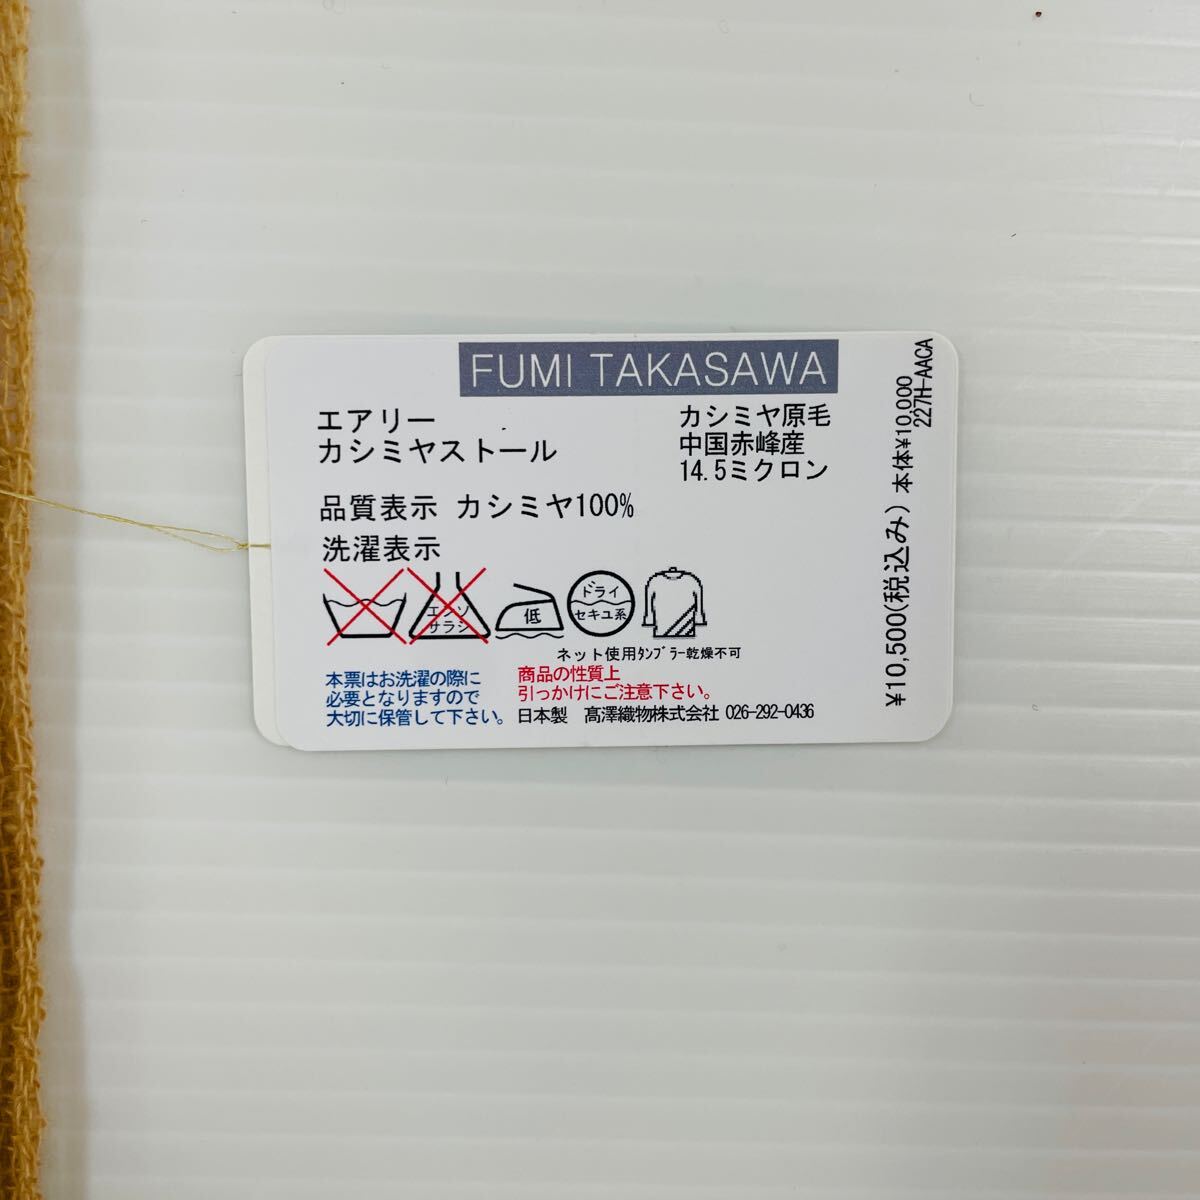 FUMI TAKASAWA
エアリー
カシミヤストール
カシミヤ原毛
中国赤峰産
14.5ミクロン
品質表示 カシミヤ100%
洗濯表示
エンソ
サラシ
低
ドライ
セキユ系
ネット使用ﾀﾝﾌﾞﾗｰ乾燥不可
本票はお洗濯の際に
必要となりますので
大切に保管して下さい。
商品の性質上
引っかけにご注意下さい。
日本製 髙澤織物株式会社 026-292-0436
¥10,500(税込み) 本体¥10,000
227H-AACA